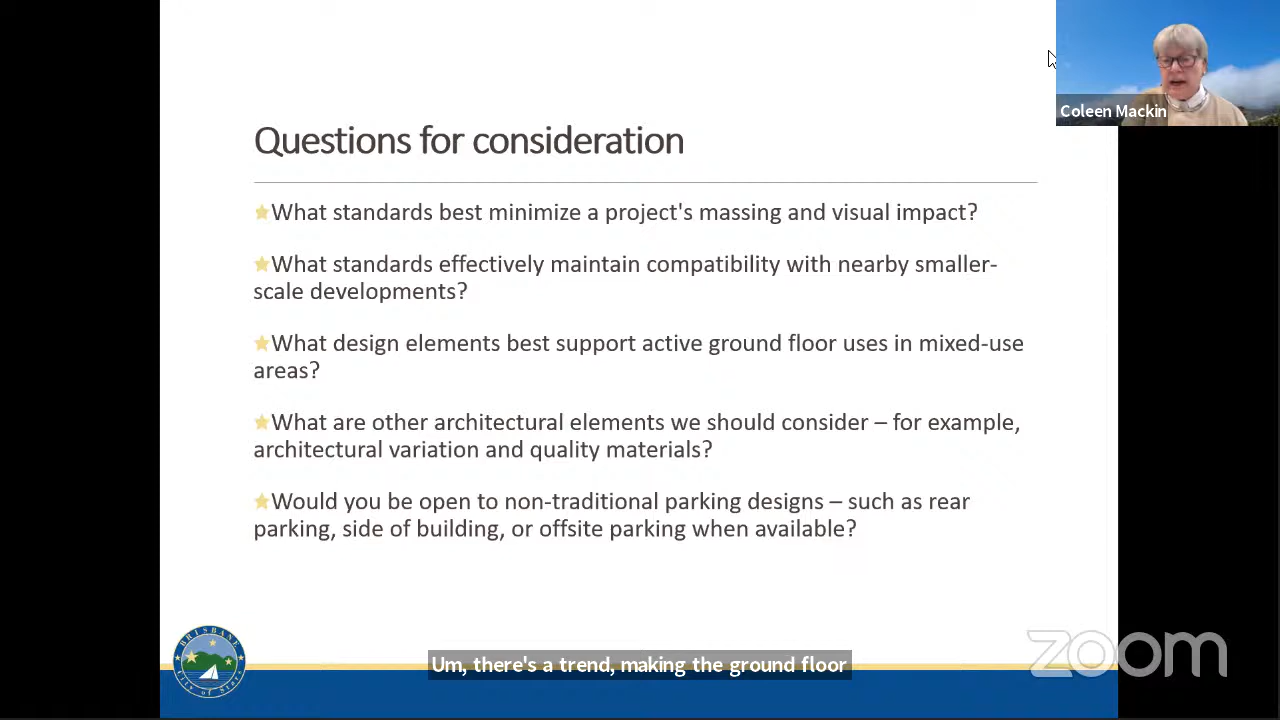 Coleen Mackin
Questions for consideration
What standards best minimize a project's massing and visual impact?
What standards effectively maintain compatibility with nearby smaller-
scale developments?
What design elements best support active ground floor uses in mixed-use
areas?
What are other architectural elements we should consider – for example,
architectural variation and quality materials?
Would you be open to non-traditional parking designs – such as rear
parking, side of building, or offsite parking when available?
BRISBANE
City of Stars
Um, there's a trend, making the ground floor
zoom